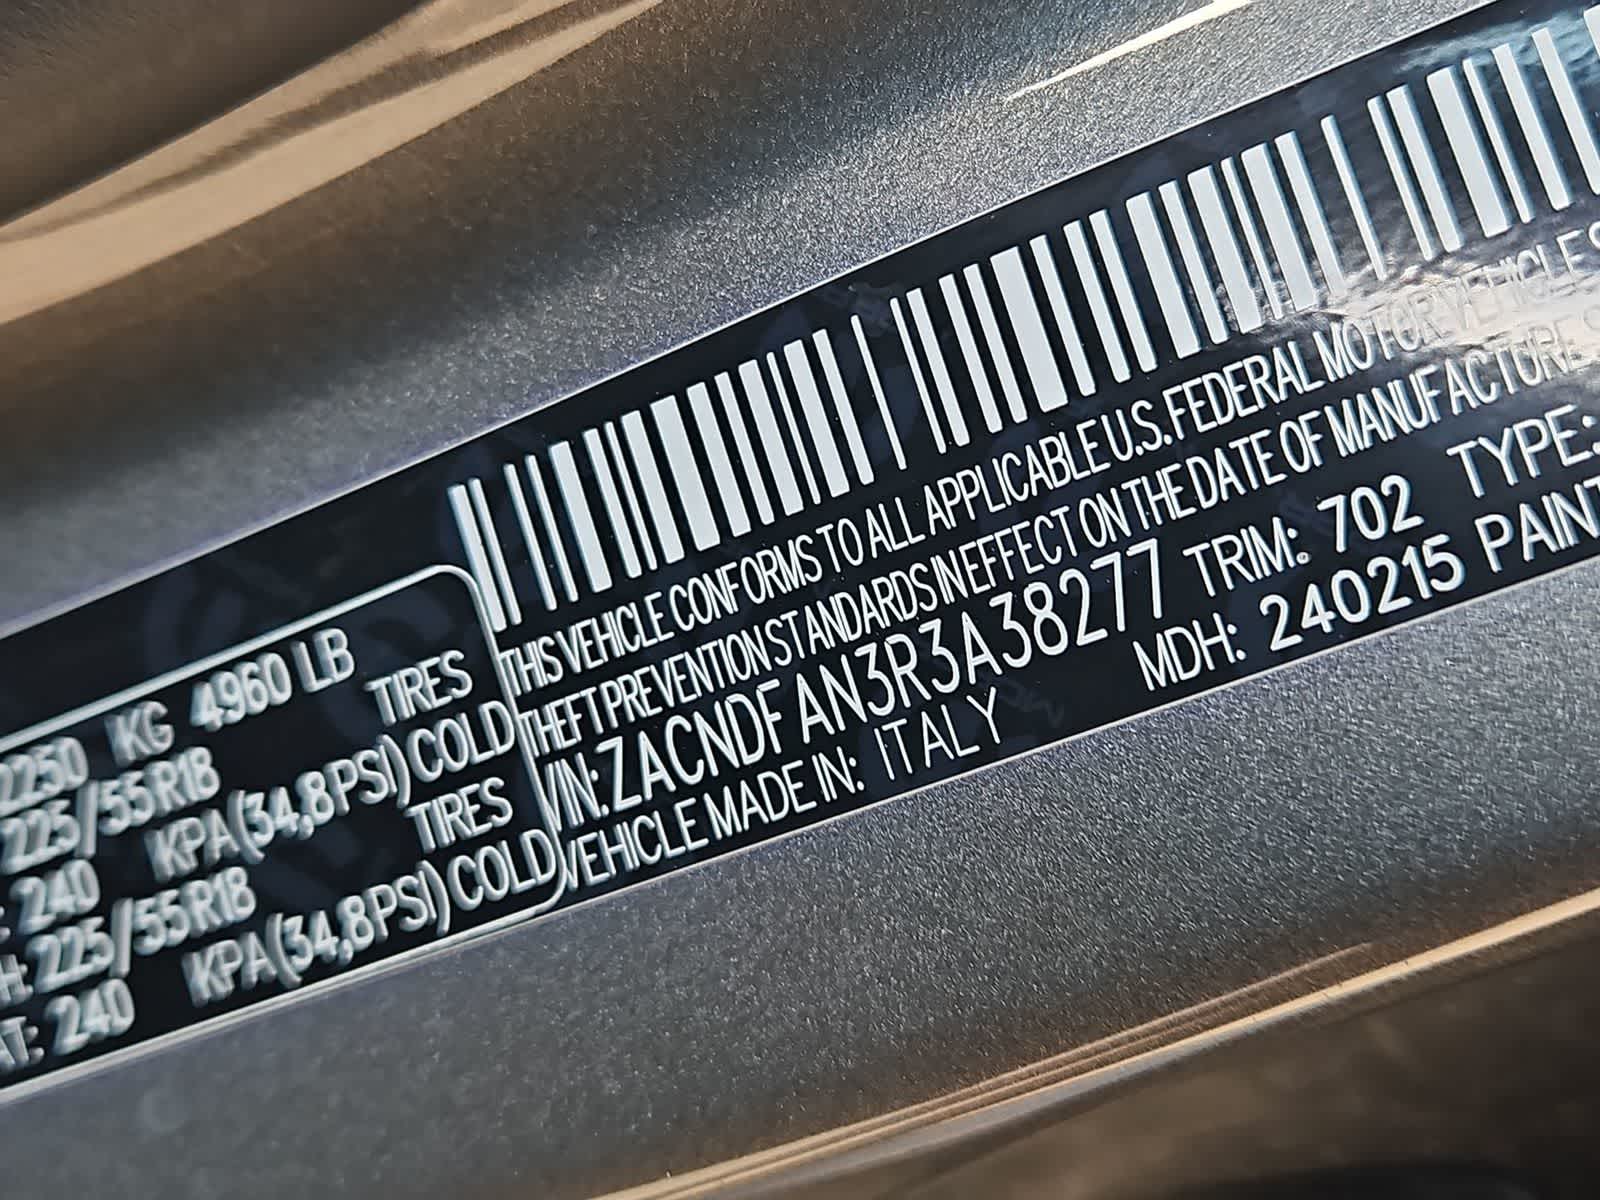 2250 KG 4960 LB
225/55R18 TIRES
240 KPA(34,8PSI) COLD
225/55R18 TIRES
240 KPA(34,8PSI) COLD
THIS VEHICLE CONFORMS TO ALL APPLICABLE U.S. FEDERAL MOTOR VEHICLE
THEFT PREVENTION STANDARDS IN EFFECT ON THE DATE OF MANUFACTURE
VIN: ZACNDFAN3R3A38277 TRIM: 702 TYPE:
VEHICLE MADE IN: ITALY MDH: 240215 PAINT